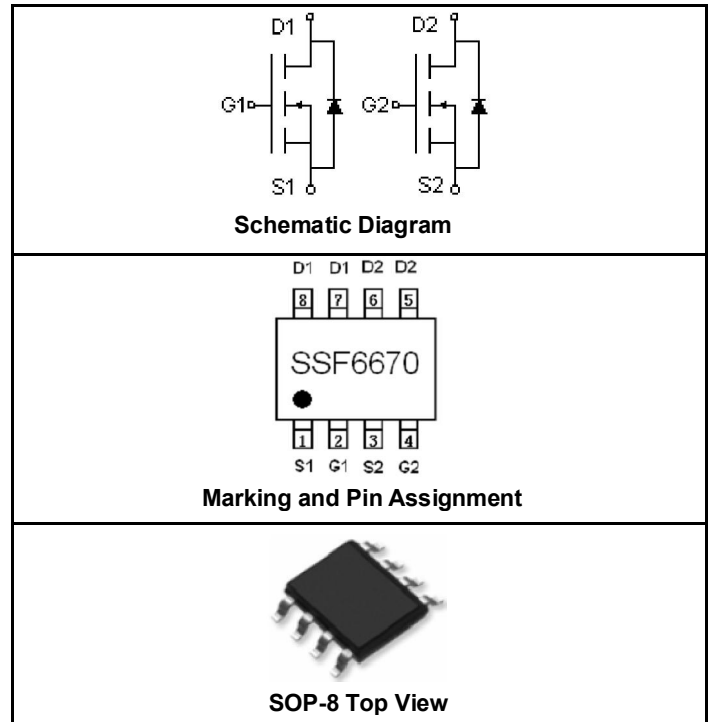 D1 D2
G1 G2
S1 S2
Schematic Diagram
D1 D1 D2 D2
8 7 6 5
SSF6670
1 2 3 4
S1 G1 S2 G2
Marking and Pin Assignment
SOP-8 Top View